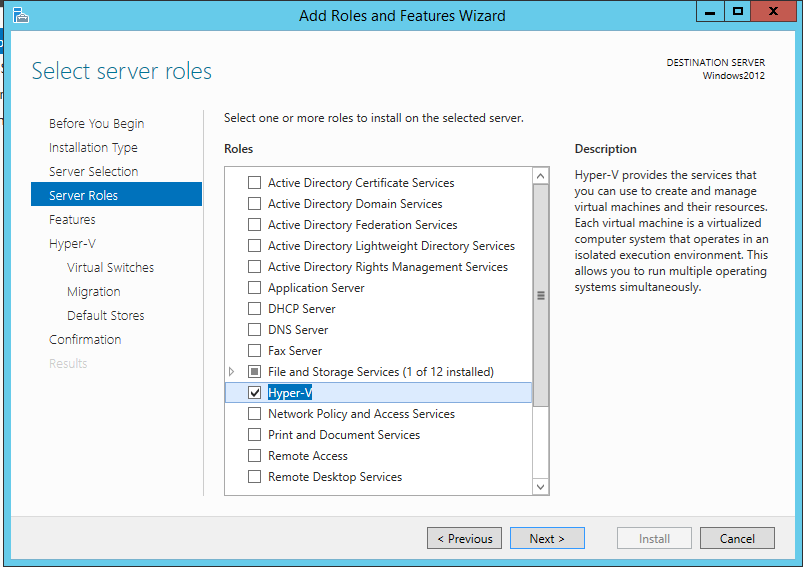 Add Roles and Features Wizard
Select server roles
DESTINATION SERVER
Windows2012
Before You Begin
Installation Type
Server Selection
Server Roles
Features
Hyper-V
Virtual Switches
Migration
Default Stores
Confirmation
Results
Select one or more roles to install on the selected server.
Roles
Active Directory Certificate Services
Active Directory Domain Services
Active Directory Federation Services
Active Directory Lightweight Directory Services
Active Directory Rights Management Services
Application Server
DHCP Server
DNS Server
Fax Server
File and Storage Services (1 of 12 installed)
Hyper-V
Network Policy and Access Services
Print and Document Services
Remote Access
Remote Desktop Services
Description
Hyper-V provides the services that
you can use to create and manage
virtual machines and their resources.
Each virtual machine is a virtualized
computer system that operates in an
isolated execution environment. This
allows you to run multiple operating
systems simultaneously.
< Previous
Next >
Install
Cancel